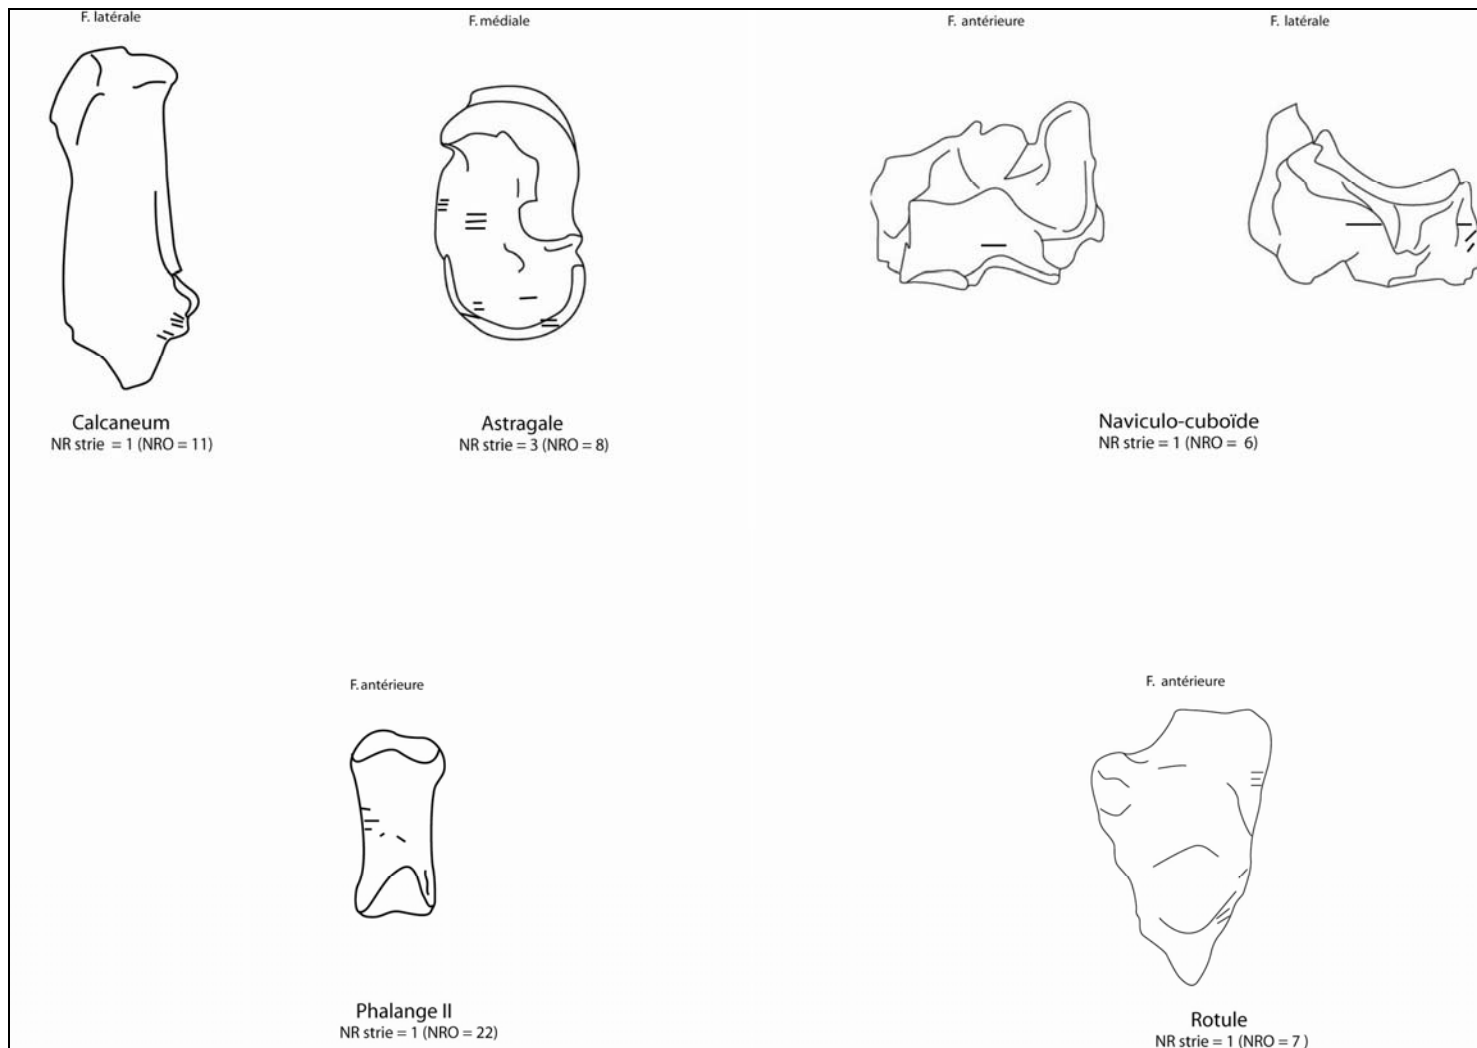 F. latérale
F. médiale
F. antérieure
F. latérale
Calcaneum
NR strie = 1 (NRO = 11)
Astragale
NR strie = 3 (NRO = 8)
Naviculo-cuboïde
NR strie = 1 (NRO = 6)
F. antérieure
F. antérieure
Phalange II
NR strie = 1 (NRO = 22)
Rotule
NR strie = 1 (NRO = 7 )